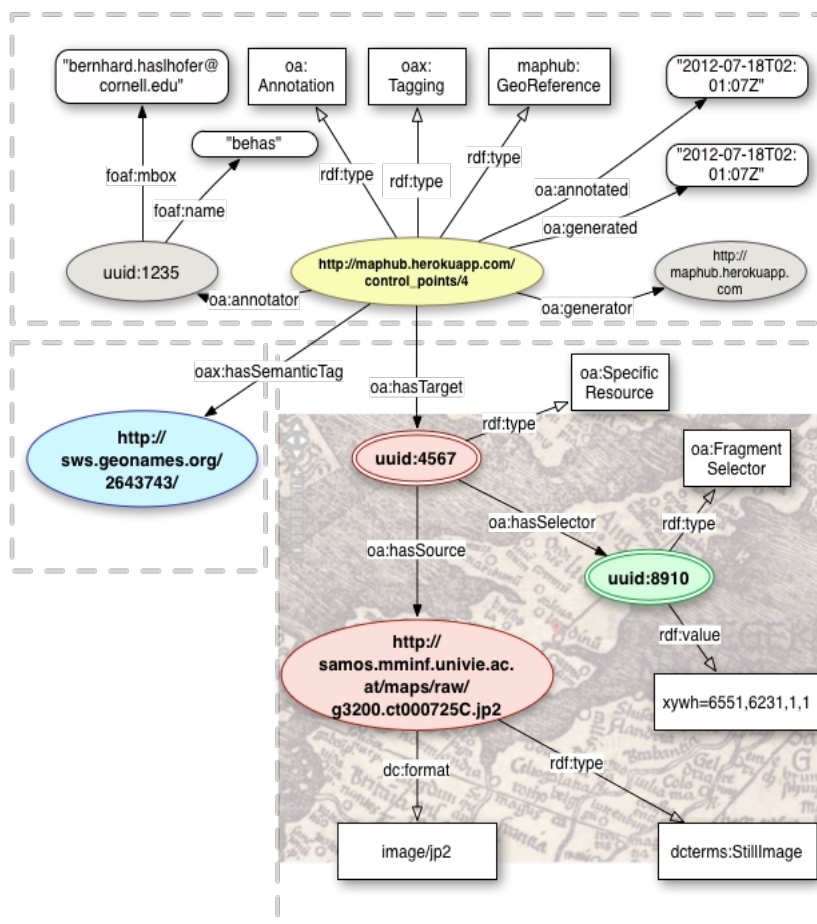 "bernhard.haslhofer@
cornell.edu"
oa:
Annotation
oax:
Tagging
maphub:
GeoReference
"2012-07-18T02:
01:07Z"
"behas"
"2012-07-18T02:
01:07Z"
foaf:mbox
rdf:type
rdf:type
rdf:type
oa:annotated
foaf:name
oa:generated
uuid:1235
http://maphub.herokuapp.com/
control_points/4
http://
maphub.herokuapp.
com
oa:annotator
oa:generator
oax:hasSemanticTag
oa:hasTarget
oa:Specific
Resource
rdf:type
http://
sws.geonames.org/
2643743/
uuid:4567
oa:Fragment
Selector
oa:hasSelector
rdf:type
oa:hasSource
uuid:8910
http://
samos.mminf.univie.ac.
at/maps/raw/
g3200.ct000725C.jp2
rdf:value
xywh=6551,6231,1,1
dc:format
rdf:type
image/jp2
dcterms:StillImage